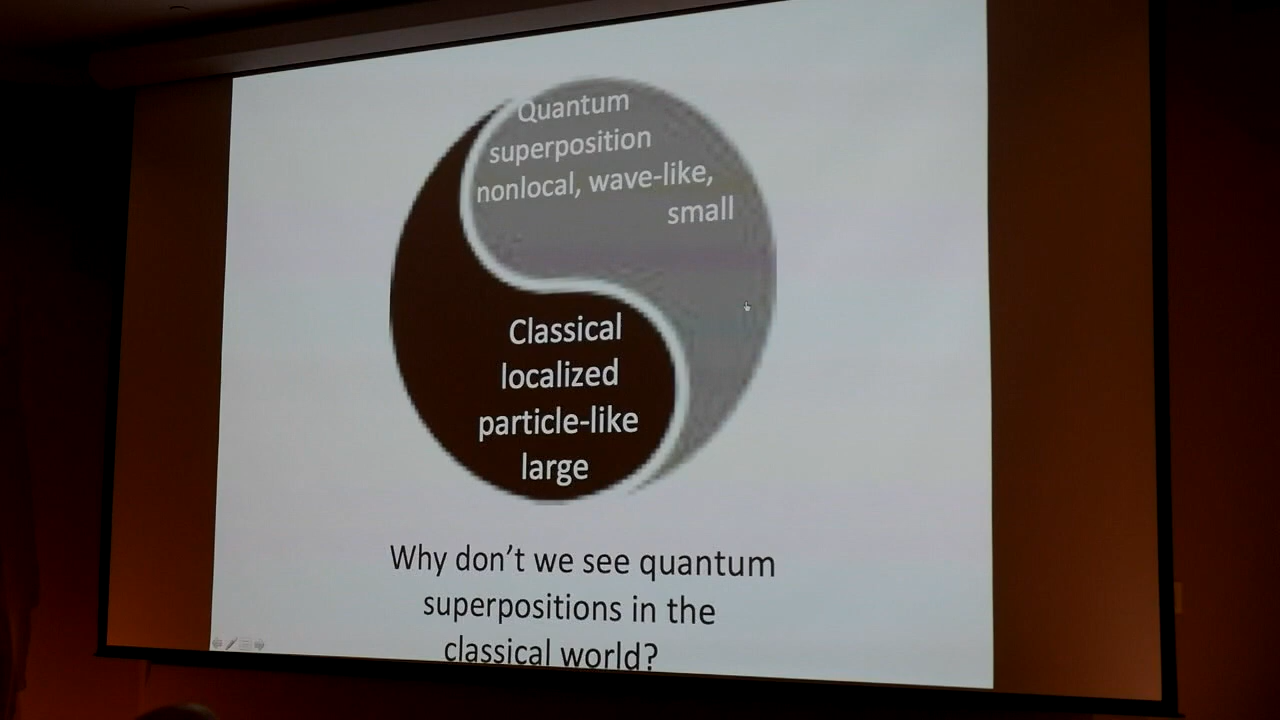 Quantum
superposition
nonlocal, wave-like,
small
Classical
localized
particle-like
large
Why don’t we see quantum
superpositions in the
classical world?